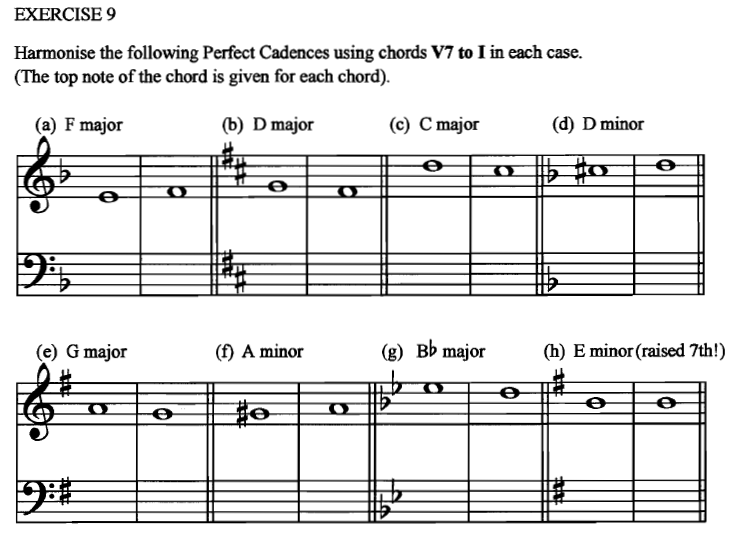 EXERCISE 9
Harmonise the following Perfect Cadences using chords V7 to I in each case.
(The top note of the chord is given for each chord).
(a) F major (b) D major (c) C major (d) D minor
(e) G major (f) A minor (g) B♭ major (h) E minor (raised 7th!)